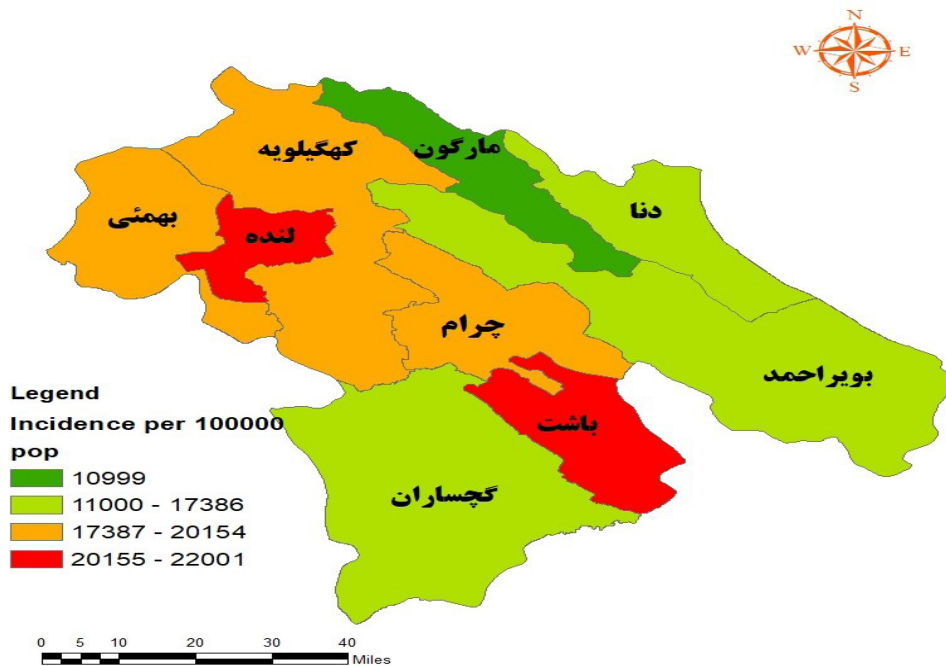 N
W E
S
مارگون
کهگیلویه
دنا
بهمئی
لنده
چرام
بویراحمد
باشت
گچساران
Legend
Incidence per 100000
pop
10999
11000 - 17386
17387 - 20154
20155 - 22001
0 5 10 20 30 40
Miles